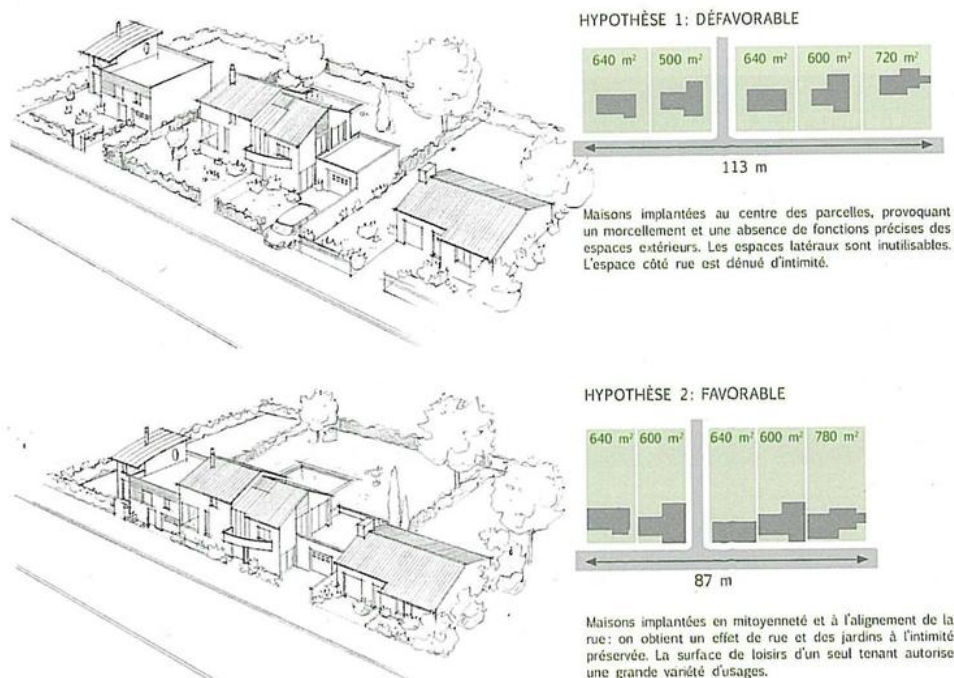 HYPOTHÈSE 1: DÉFAVORABLE
640 m² 500 m² 640 m² 600 m² 720 m²
113 m
Maisons implantées au centre des parcelles, provoquant
un morcellement et une absence de fonctions précises des
espaces extérieurs. Les espaces latéraux sont inutilisables.
L'espace côté rue est dénué d'intimité.
HYPOTHÈSE 2: FAVORABLE
640 m² 600 m² 640 m² 600 m² 780 m²
87 m
Maisons implantées en mitoyenneté et à l'alignement de la
rue: on obtient un effet de rue et des jardins à l'intimité
préservée. La surface de loisirs d'un seul tenant autorise
une grande variété d'usages.